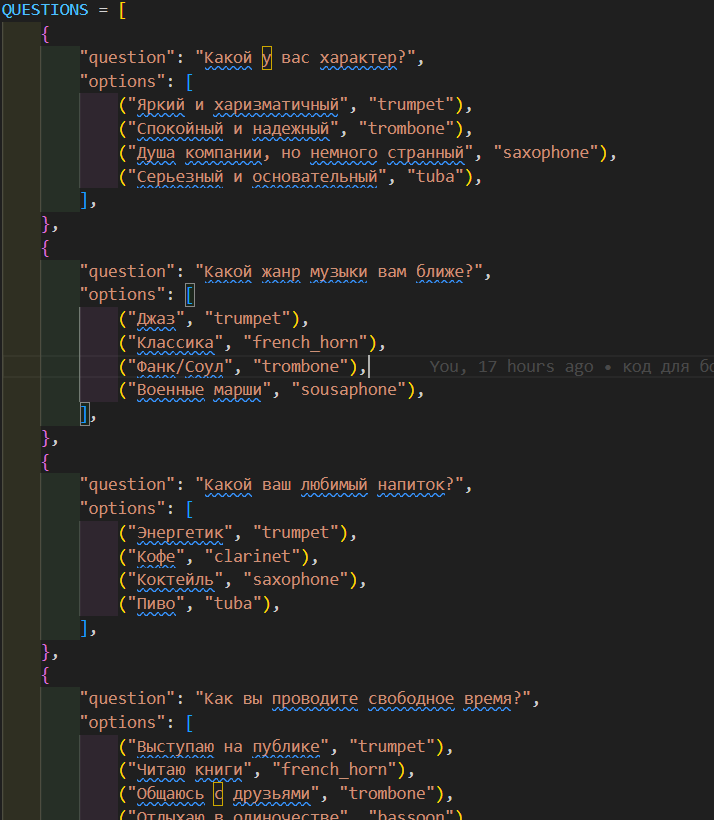 QUESTIONS = [
{
"question": "Какой у вас характер?",
"options": [
("Яркий и харизматичный", "trumpet"),
("Спокойный и надежный", "trombone"),
("Душа компании, но немного странный", "saxophone"),
("Серьезный и основательный", "tuba"),
],
},
{
"question": "Какой жанр музыки вам ближе?",
"options": [
("Джаз", "trumpet"),
("Классика", "french_horn"),
("Фанк/Соул", "trombone"), You, 17 hours ago • код для бо
("Военные марши", "sousaphone"),
],
},
{
"question": "Какой ваш любимый напиток?",
"options": [
("Энергетик", "trumpet"),
("Кофе", "clarinet"),
("Коктейль", "saxophone"),
("Пиво", "tuba"),
],
},
{
"question": "Как вы проводите свободное время?",
"options": [
("Выступаю на публике", "trumpet"),
("Читаю книги", "french_horn"),
("Общаюсь с друзьями", "trombone"),
("Отдыхаю в одиночестве", "bassoon")